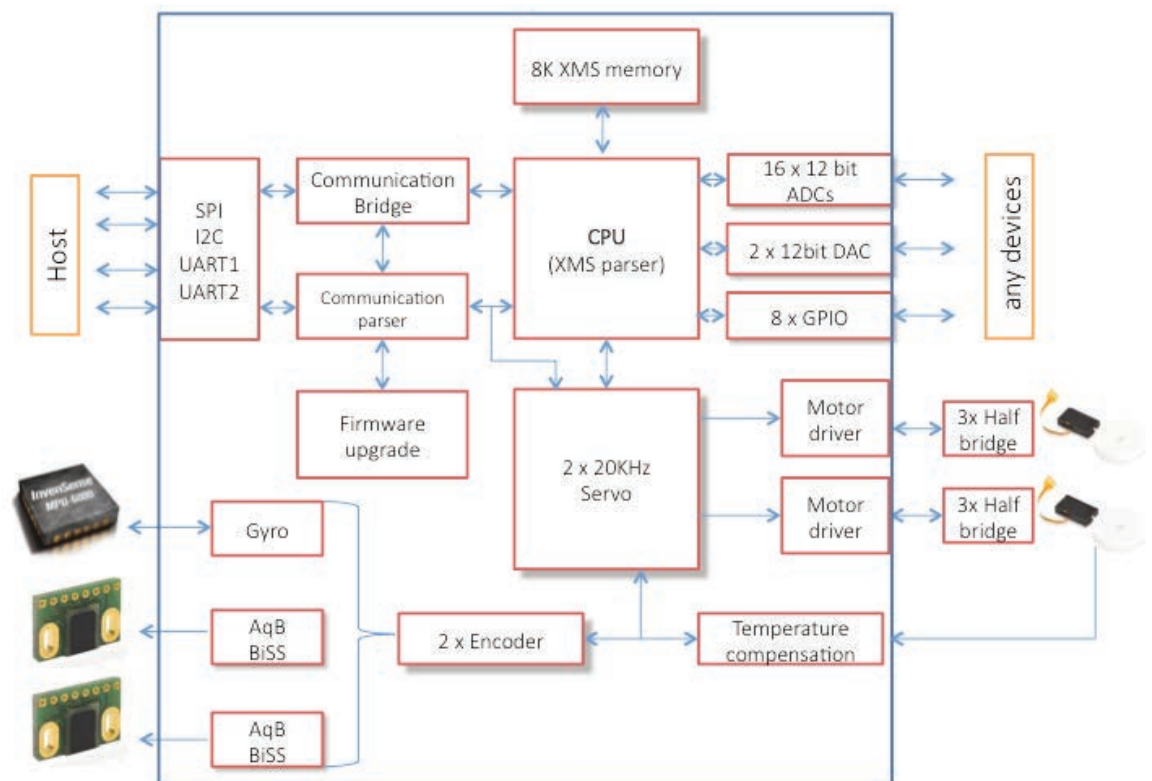 8K XMS memory
Host
SPI
I2C
UART1
UART2
Communication
Bridge
Communication
parser
Firmware
upgrade
CPU
(XMS parser)
16 x 12 bit
ADCs
2 x 12bit DAC
8 x GPIO
any devices
2 x 20KHz
Servo
Motor
driver
3x Half
bridge
Motor
driver
3x Half
bridge
InvenSense
MPU-6000
Gyro
AqB
BiSS
2 x Encoder
Temperature
compensation
AqB
BiSS